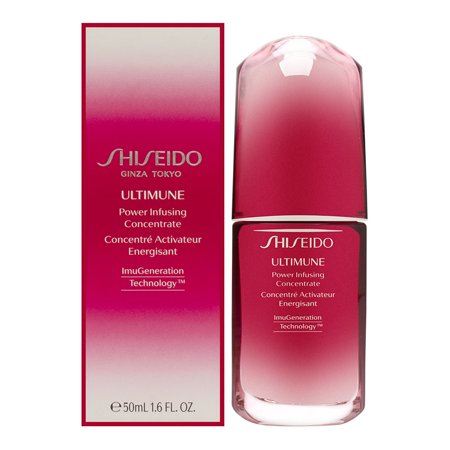 SHISEIDO
GINZA TOKYO
ULTIMUNE
Power Infusing
Concentrate
Concentré Activateur
Energisant
ImuGeneration
Technology™
℮50mL 1.6 FL. OZ.
SHISEIDO
ULTIMUNE
Power Infusing
Concentrate
Concentré Activateur
Energisant
ImuGeneration
Technology™